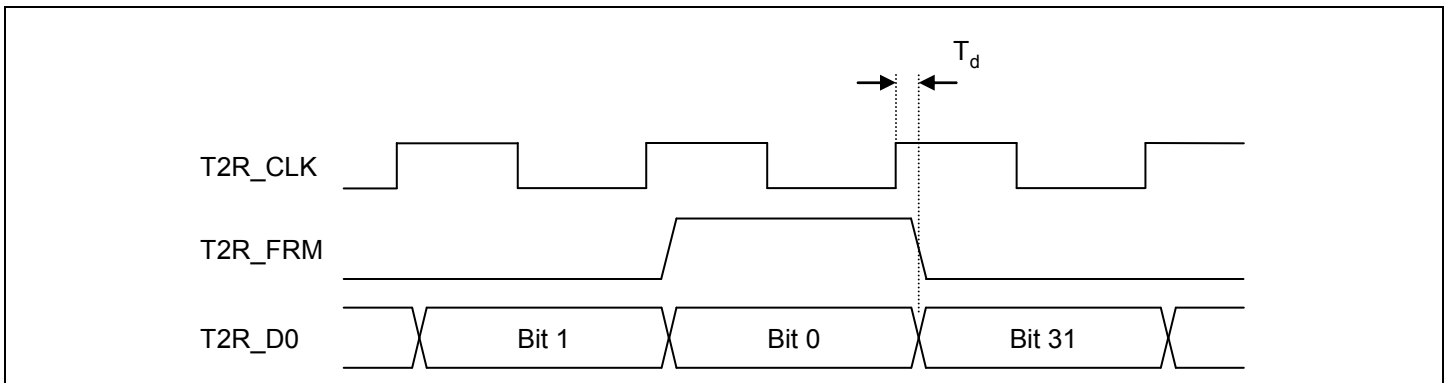 T_d
T2R_CLK
T2R_FRM
T2R_D0 Bit 1 Bit 0 Bit 31